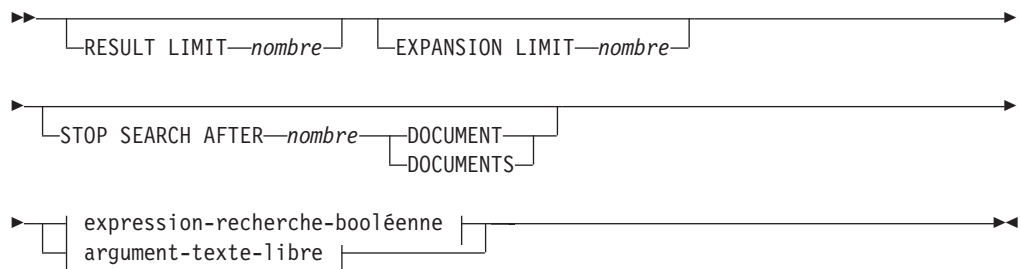 RESULT LIMIT nombre EXPANSION LIMIT nombre
STOP SEARCH AFTER nombre DOCUMENT
DOCUMENTS
expression-recherche-booléenne
argument-texte-libre